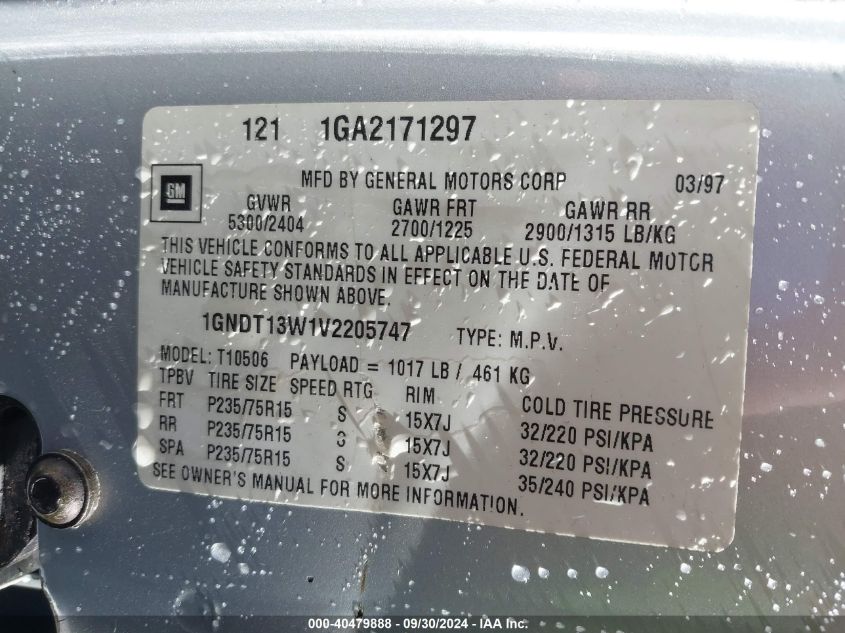 121 1GA2171297
MFD BY GENERAL MOTORS CORP 03/97
GM
GVWR GAWR FRT GAWR RR
5300/2404 2700/1225 2900/1315 LB/KG
THIS VEHICLE CONFORMS TO ALL APPLICABLE U.S. FEDERAL MOTOR
VEHICLE SAFETY STANDARDS IN EFFECT ON THE DATE OF
MANUFACTURE SHOWN ABOVE.
1GNDT13W1V2205747 TYPE: M.P.V.
MODEL: T10506 PAYLOAD = 1017 LB / 461 KG
TPBV TIRE SIZE SPEED RTG RIM COLD TIRE PRESSURE
FRT P235/75R15 S 15X7J 32/220 PSI/KPA
RR P235/75R15 S 15X7J 32/220 PSI/KPA
SPA P235/75R15 S 15X7J 35/240 PSI/KPA
SEE OWNER'S MANUAL FOR MORE INFORMATION.
000-40479888 - 09/30/2024 - IAA Inc.